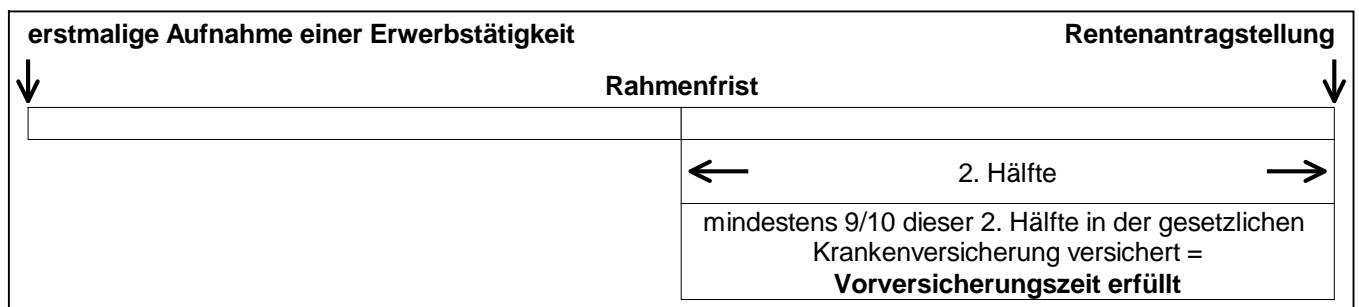 erstmalige Aufnahme einer Erwerbstätigkeit Rentenantragstellung
Rahmenfrist
2. Hälfte
mindestens 9/10 dieser 2. Hälfte in der gesetzlichen
Krankenversicherung versichert =
Vorversicherungszeit erfüllt